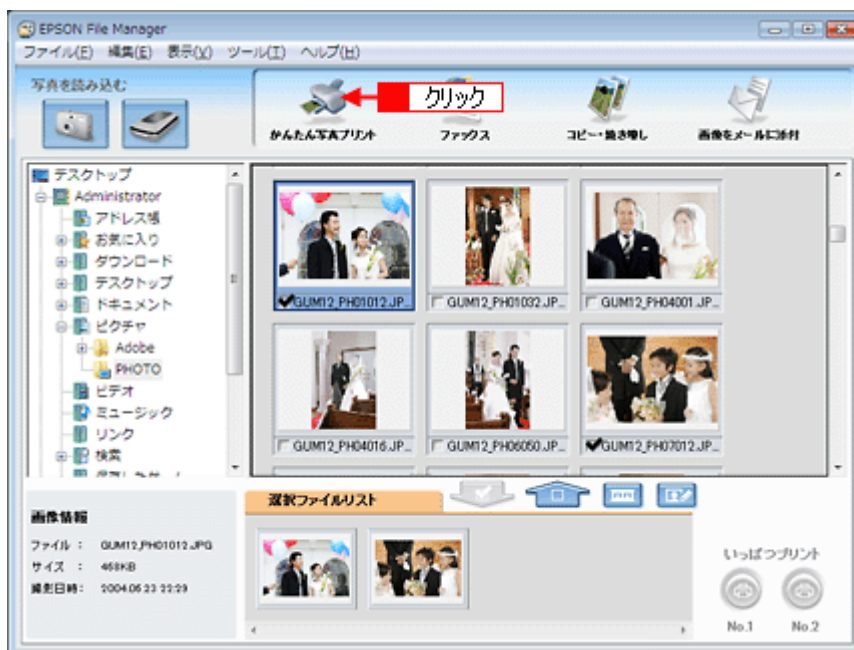 EPSON File Manager
ファイル(F) 編集(E) 表示(V) ツール(T) ヘルプ(H)
写真を読み込む
クリック
かんたん写真プリント ファックス コピー・焼き増し 画像をメールに添付
デスクトップ
Administrator
アドレス帳
お気に入り
ダウンロード
デスクトップ
ドキュメント
ピクチャ
Adobe
PHOTO
ビデオ
ミュージック
リンク
検索
GUM12_PH01012.JP... GUM12_PH01032.JP... GUM12_PH04001.JP...
GUM12_PH04016.JP... GUM12_PH06050.JP... GUM12_PH07012.JP...
選択ファイルリスト
画像情報
ファイル : GUM12_PH01012.JPG
サイズ : 468KB
撮影日時: 2004.06.23 22:29
いっぱつプリント
No.1 No.2